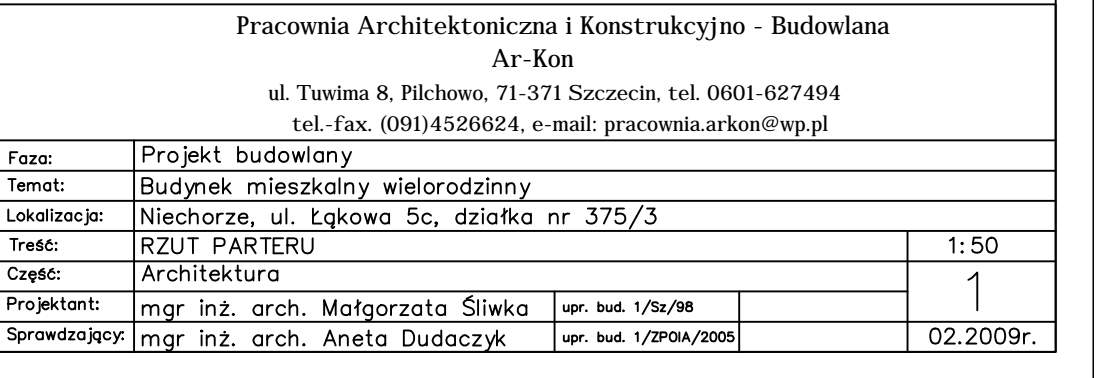 Pracownia Architektoniczna i Konstrukcyjno - Budowlana
Ar-Kon
ul. Tuwima 8, Pilchowo, 71-371 Szczecin, tel. 0601-627494
tel.-fax. (091)4526624, e-mail: pracownia.arkon@wp.pl
Faza: Projekt budowlany
Temat: Budynek mieszkalny wielorodzinny
Lokalizacja: Niechorze, ul. Łąkowa 5c, działka nr 375/3
Treść: RZUT PARTERU 1:50
Część: Architektura 1
Projektant: mgr inż. arch. Małgorzata Śliwka upr. bud. 1/Sz/98
Sprawdzający: mgr inż. arch. Aneta Dudaczyk upr. bud. 1/ZPOIA/2005 02.2009r.